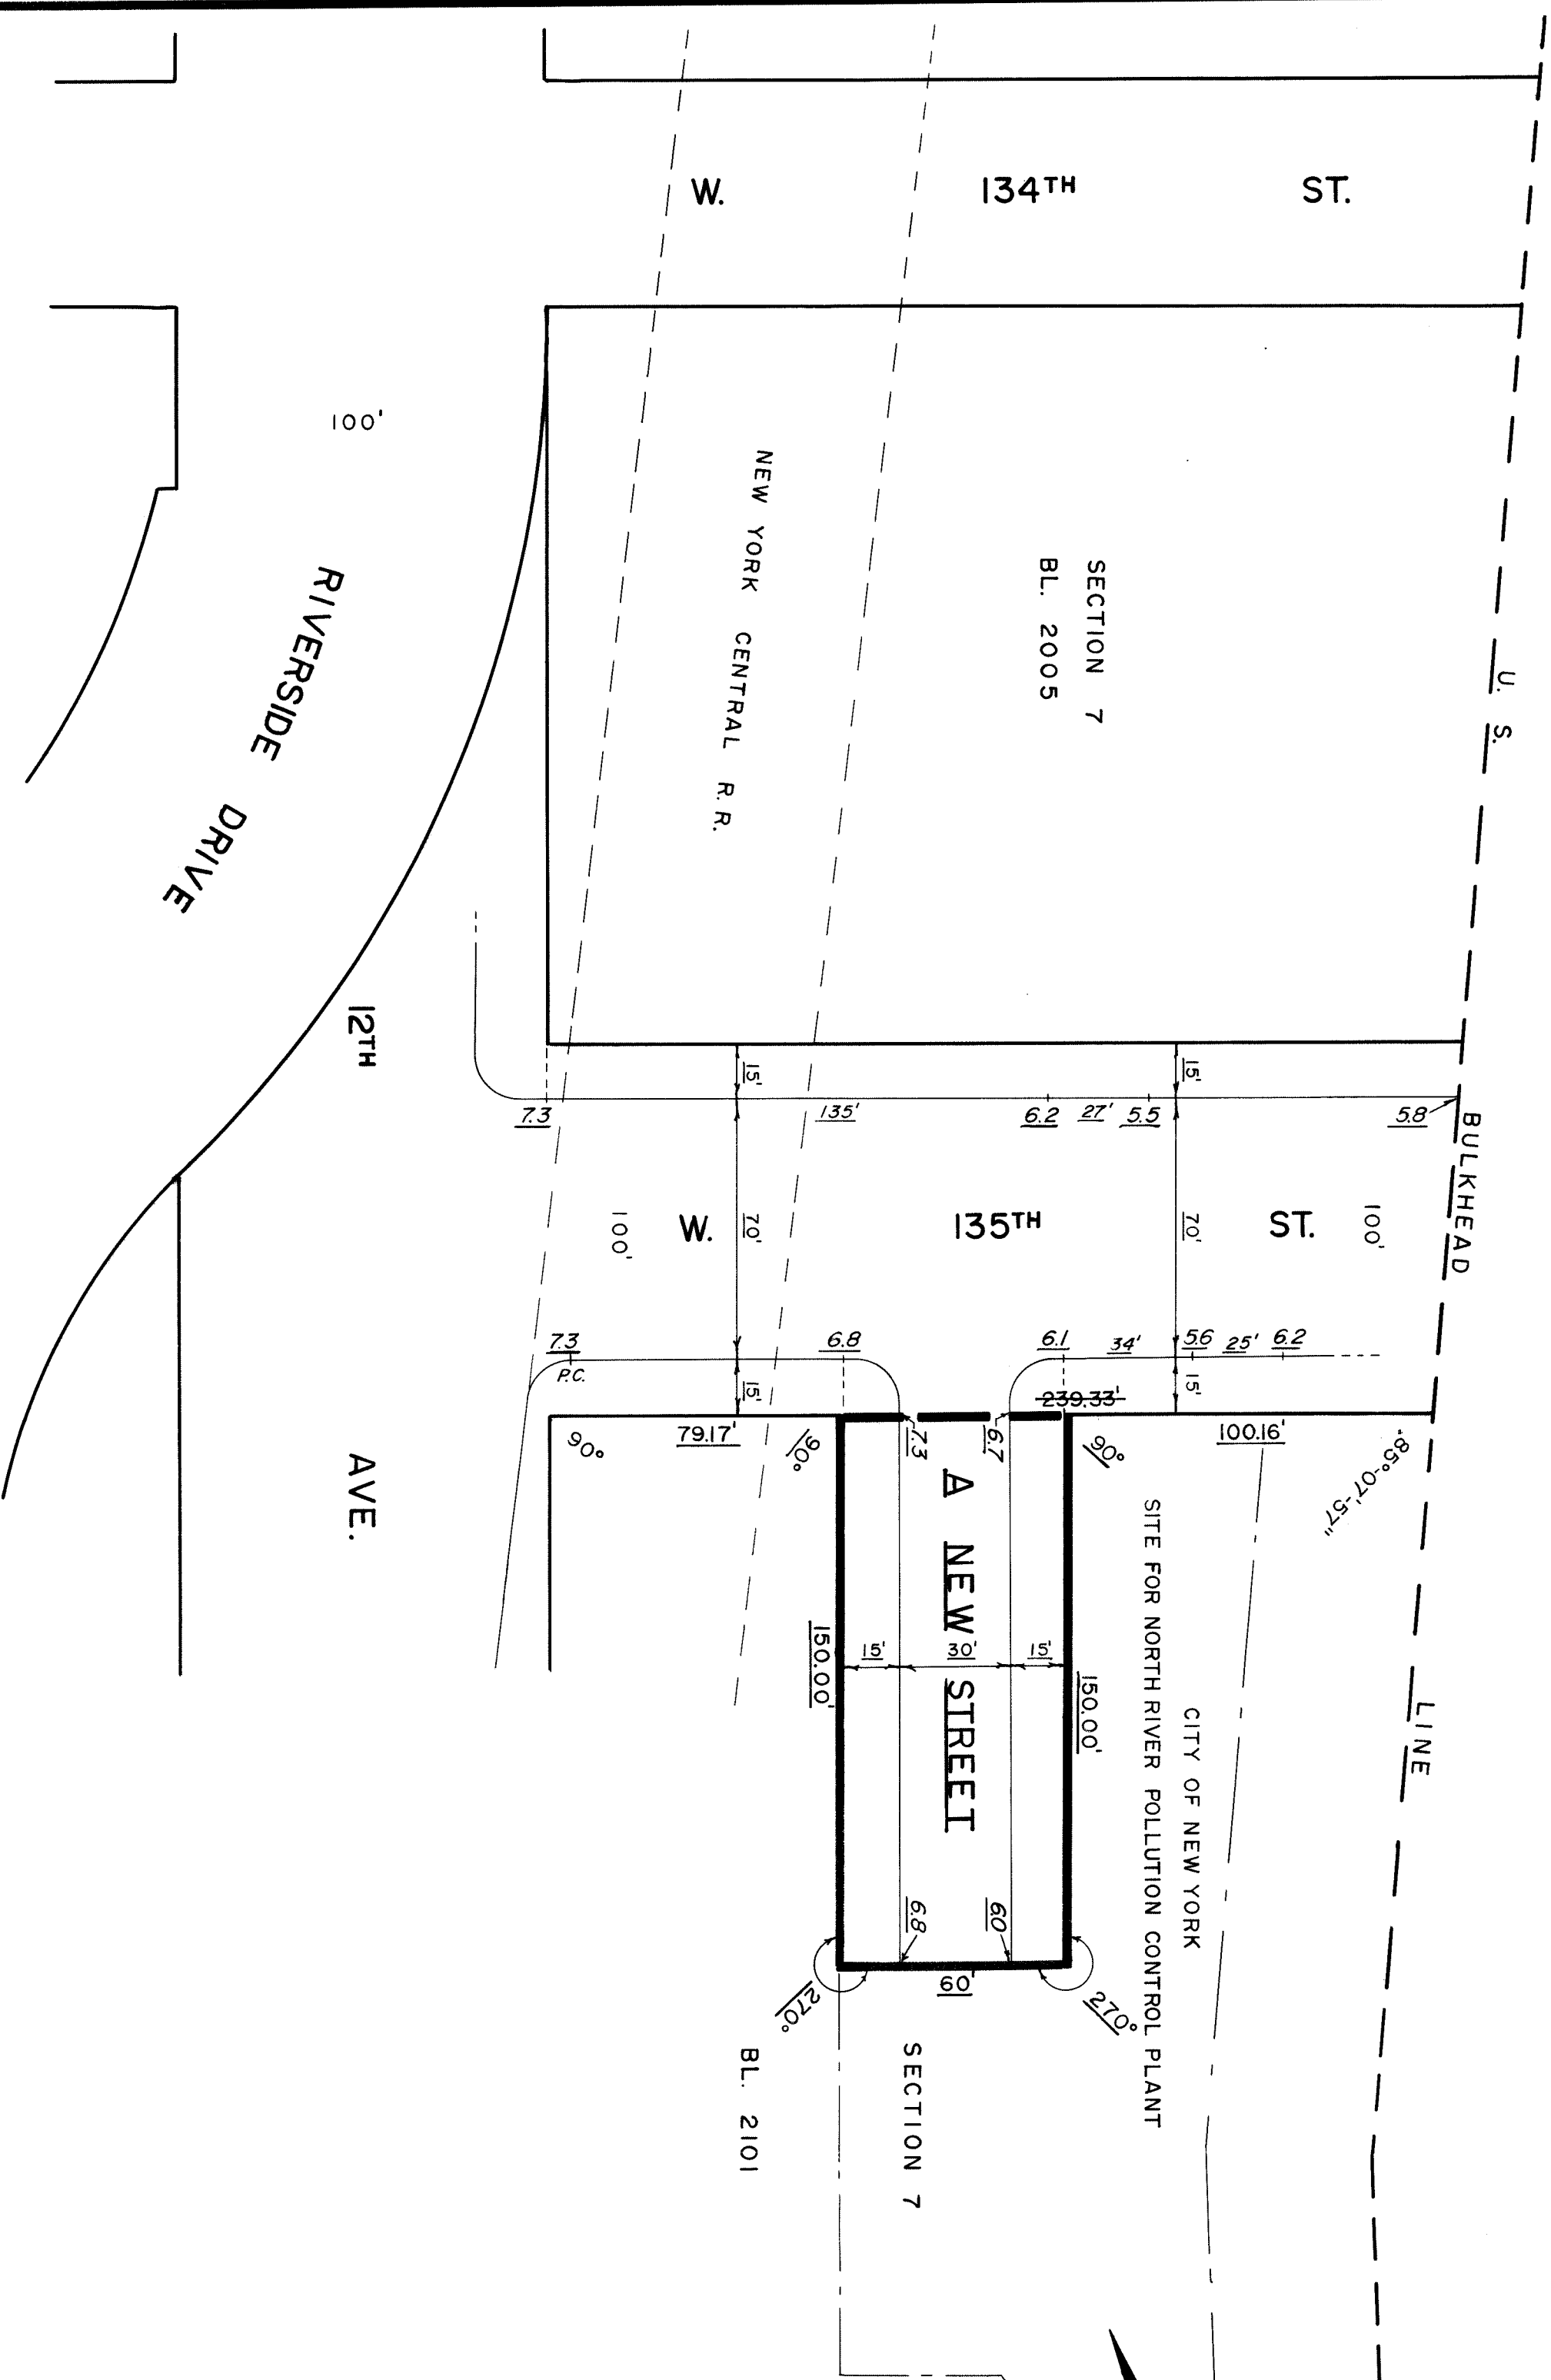 W. 134TH ST.
100'
RIVERSIDE DRIVE
NEW YORK CENTRAL R.R.
SECTION 7
BL. 2005
U. S. BULKHEAD LINE
12TH AVE.
15'
15'
7.3
135'
6.2
27'
5.5
5.8
100'
W. 135TH ST.
70'
70'
100'
7.3
P.C.
6.8
6.1
34'
5.6
25'
6.2
15'
15'
239.33'
79.17'
100.16'
90°
90°
7.3
6.7
90°
85°-07'-57"
A NEW STREET
150.00'
15'
30'
15'
150.00'
SITE FOR NORTH RIVER POLLUTION CONTROL PLANT
CITY OF NEW YORK
6.8
6.0
60'
270°
270°
SECTION 7
BL. 2101